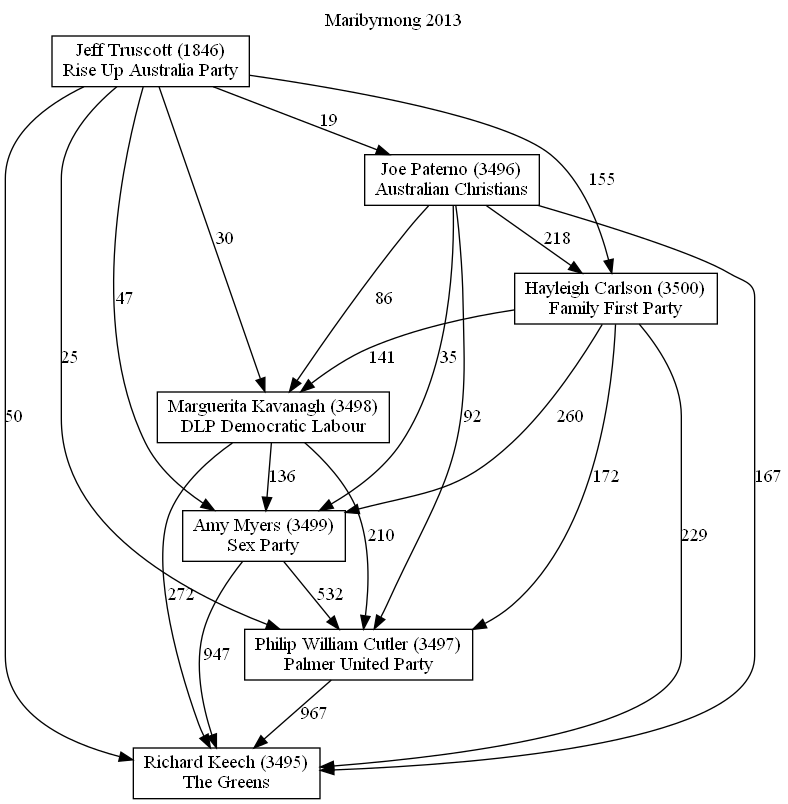 Maribyrnong 2013
Jeff Truscott (1846)
Rise Up Australia Party
19
Joe Paterno (3496)
Australian Christians
155
30
218
Hayleigh Carlson (3500)
Family First Party
47
86
25
141
35
Marguerita Kavanagh (3498)
DLP Democratic Labour
50
92
260
136
172
167
Amy Myers (3499)
Sex Party
210
229
272
532
Philip William Cutler (3497)
Palmer United Party
947
967
Richard Keech (3495)
The Greens